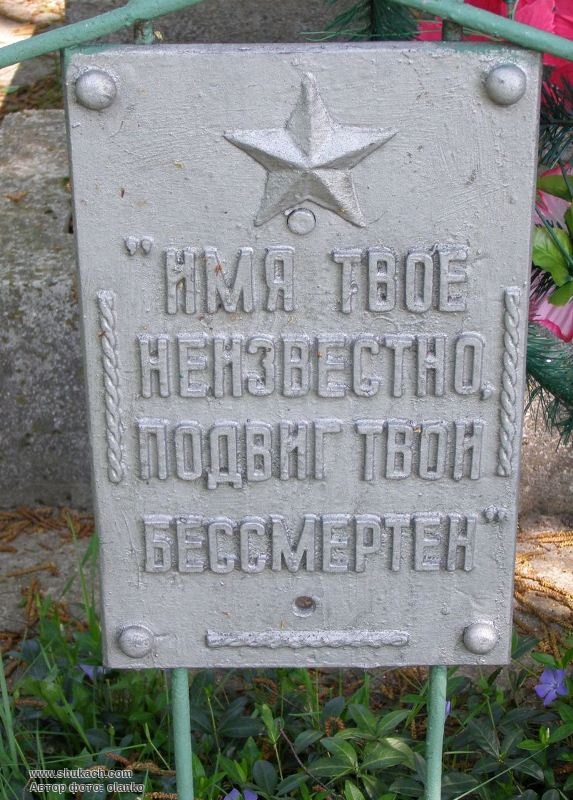 "ИМЯ ТВОЕ
НЕИЗВЕСТНО,
ПОДВИГ ТВОЙ
БЕССМЕРТЕН"
www.shukach.com
Автор фото: olanko